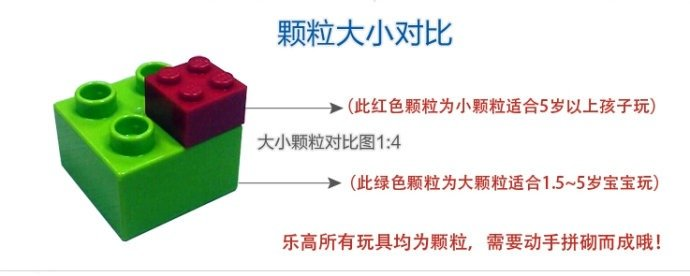 颗粒大小对比
(此红色颗粒为小颗粒适合5岁以上孩子玩)
大小颗粒对比图1:4
(此绿色颗粒为大颗粒适合1.5~5岁宝宝玩)
乐高所有玩具均为颗粒，需要动手拼砌而成哦!